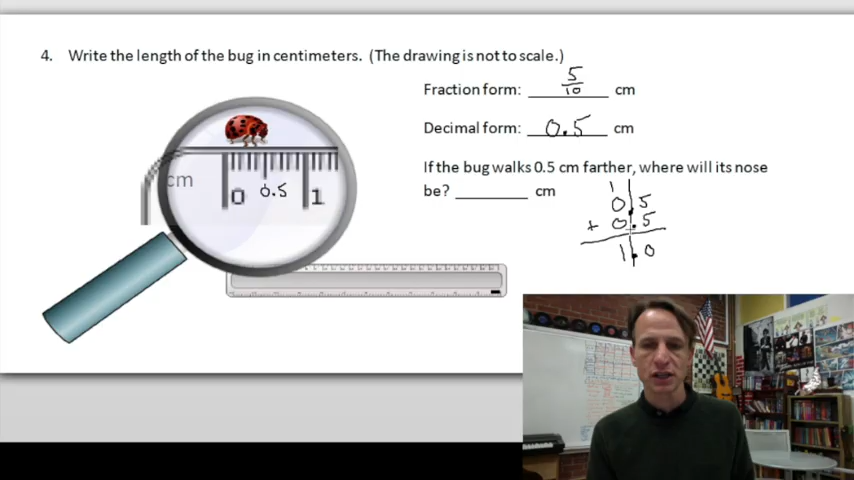 4. Write the length of the bug in centimeters. (The drawing is not to scale.)
Fraction form: 5/10 cm
Decimal form: 0.5 cm
If the bug walks 0.5 cm farther, where will its nose
be? ________ cm
1
0.5
+ 0.5
1.0
cm
0 0.5 1